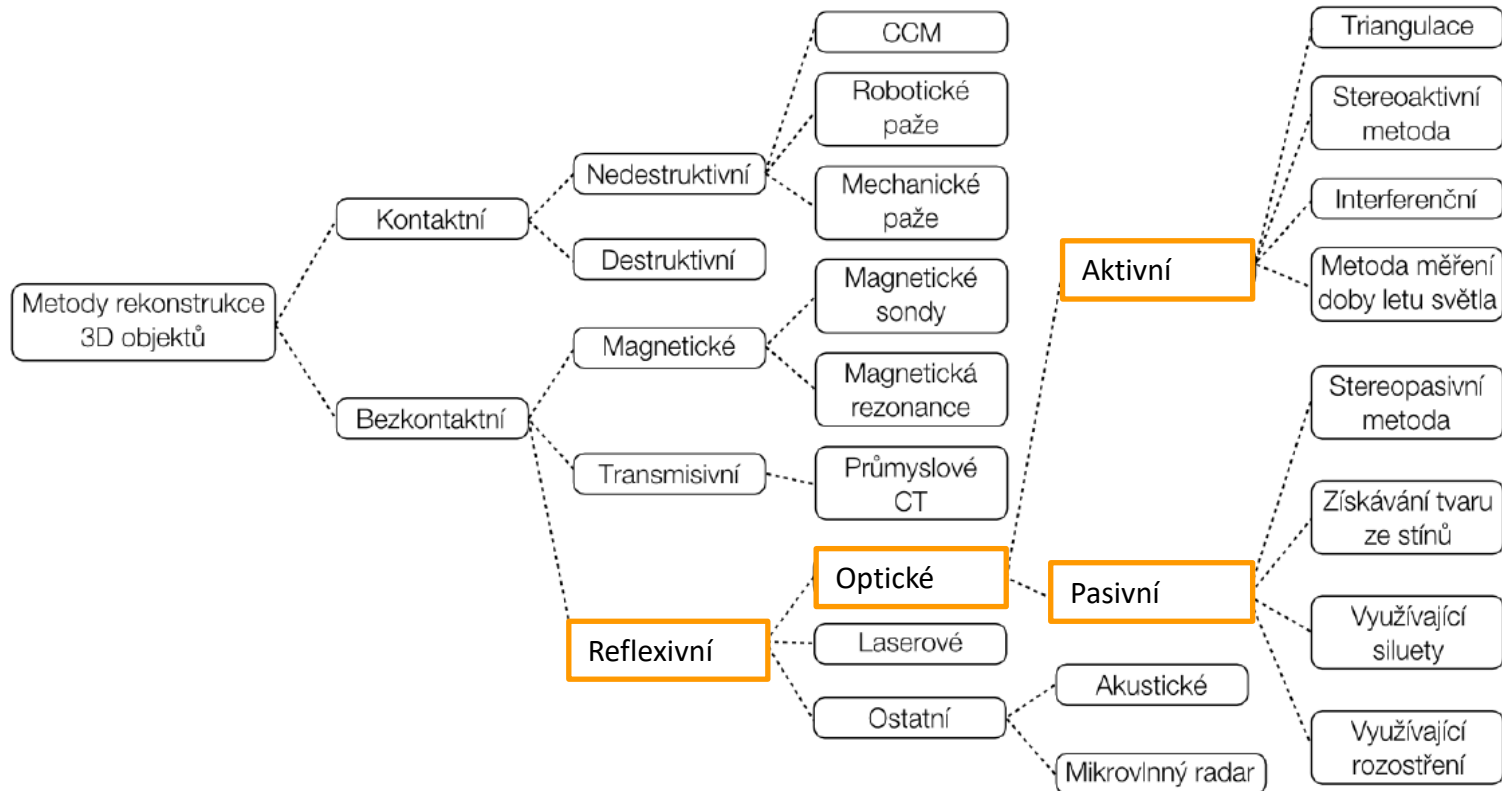 Metody rekonstrukce
3D objektů
Kontaktní
Bezkontaktní
Nedestruktivní
Destruktivní
Magnetické
Transmisivní
Reflexivní
CCM
Robotické
paže
Mechanické
paže
Magnetické
sondy
Magnetická
rezonance
Průmyslové
CT
Optické
Laserové
Ostatní
Aktivní
Pasivní
Akustické
Mikrovlnný radar
Triangulace
Stereoaktivní
metoda
Interferenční
Metoda měření
doby letu světla
Stereopasivní
metoda
Získávání tvaru
ze stínů
Využívající
siluety
Využívající
rozostření